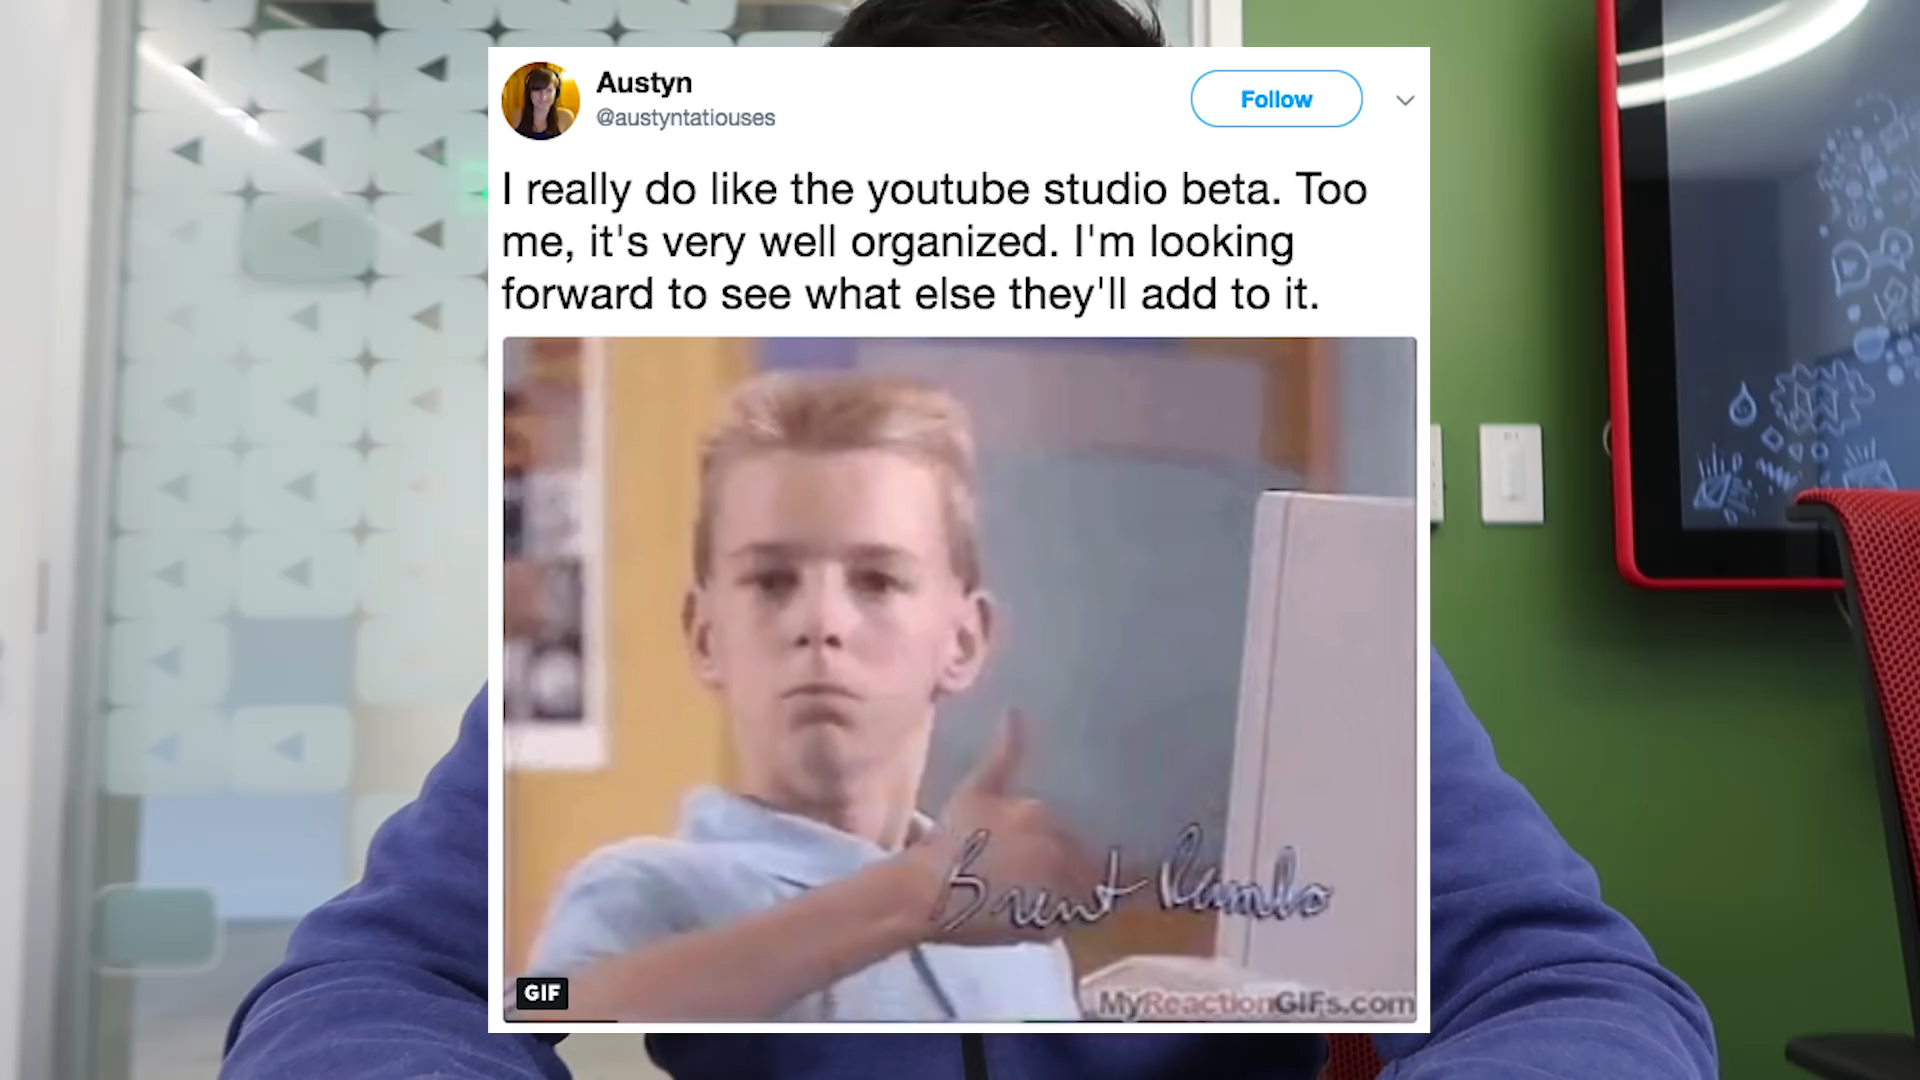 Austyn
@austyntatiouses
Follow
I really do like the youtube studio beta. Too
me, it's very well organized. I'm looking
forward to see what else they'll add to it.
Brent Rambo
GIF
MyReactionGIFs.com